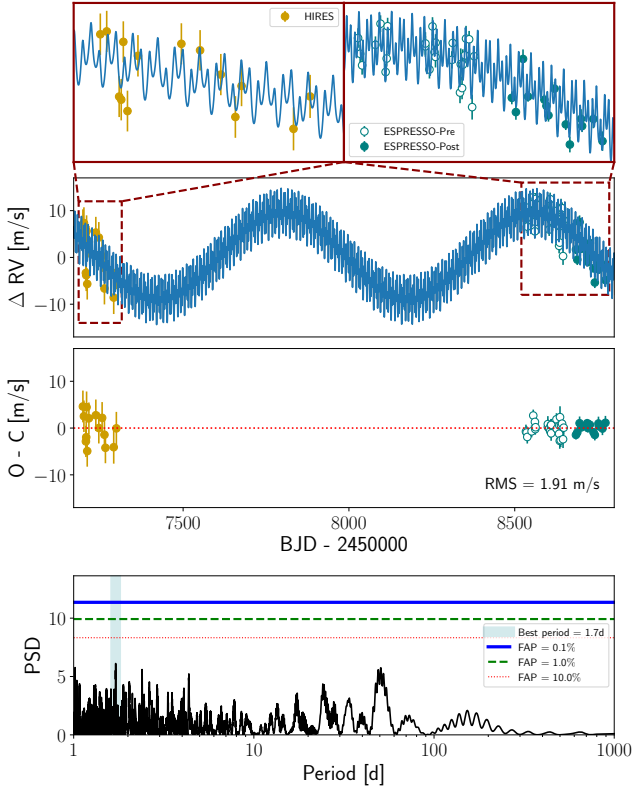 HIRES
ESPRESSO-Pre
ESPRESSO-Post
Δ RV [m/s]
10
0
−10
O - C [m/s]
10
0
−10
RMS = 1.91 m/s
7500 8000 8500
BJD - 2450000
PSD
10
5
0
Best period = 1.7d
FAP = 0.1%
FAP = 1.0%
FAP = 10.0%
1 10 100 1000
Period [d]